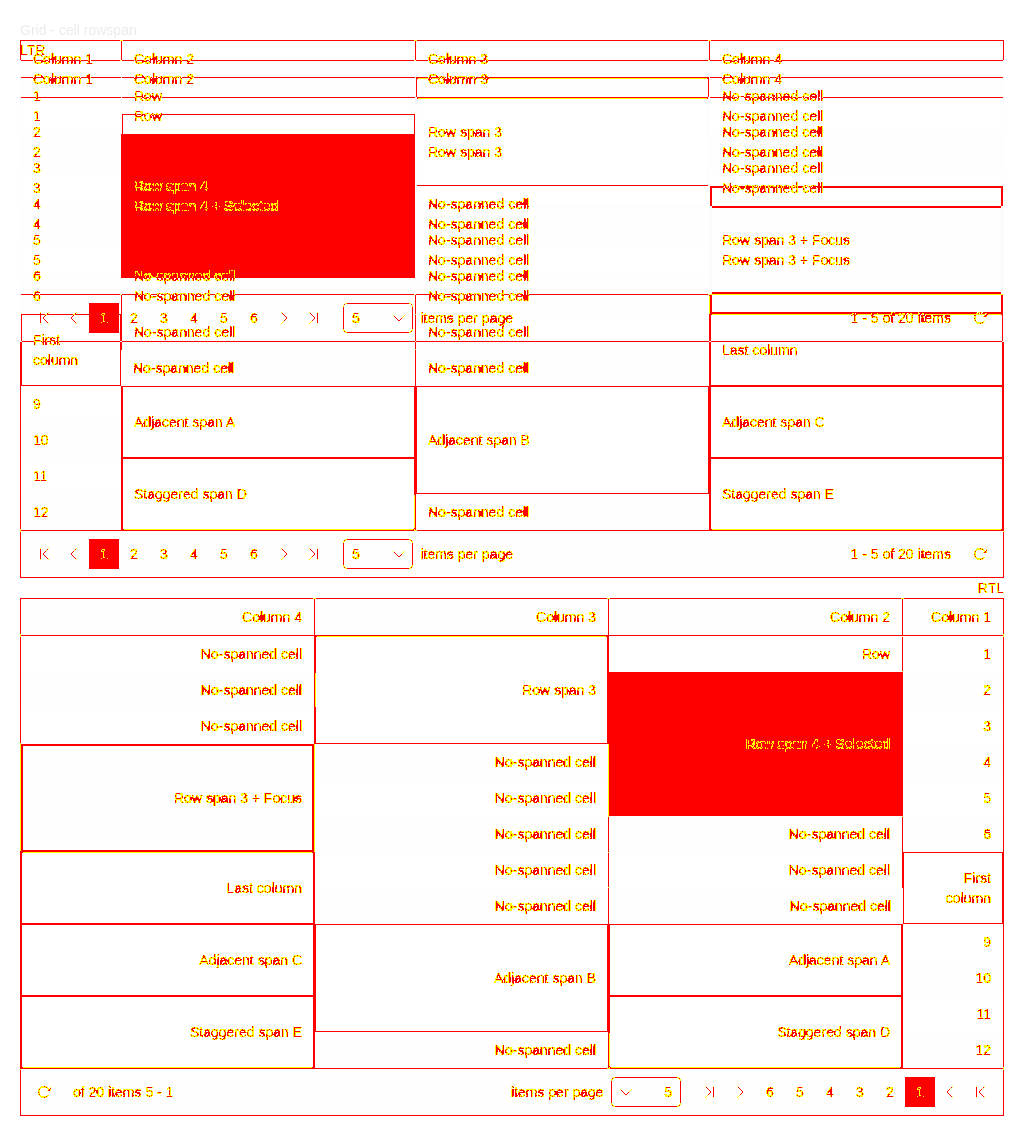 Grid - cell rowspan
LTR
Column 1 Column 2 Column 3 Column 4
Column 1 Column 2 Column 3 Column 4
1 Row No-spanned cell
1 Row No-spanned cell
2 Row span 3 No-spanned cell
2 Row span 3 No-spanned cell
3 No-spanned cell
3 Row span 4 No-spanned cell
4 Row span 4 + Selected No-spanned cell
4 No-spanned cell
5 No-spanned cell Row span 3 + Focus
5 No-spanned cell Row span 3 + Focus
6 No-spanned cell No-spanned cell
6 No-spanned cell No-spanned cell
1 2 3 4 5 6 5 items per page 1 - 5 of 20 items
No-spanned cell No-spanned cell
First column Last column
No-spanned cell No-spanned cell
9
Adjacent span A Adjacent span C
10 Adjacent span B
11
Staggered span D Staggered span E
12 No-spanned cell
1 2 3 4 5 6 5 items per page 1 - 5 of 20 items
RTL
Column 4 Column 3 Column 2 Column 1
No-spanned cell Row 1
No-spanned cell Row span 3 2
No-spanned cell 3
Row span 4 + Selected
No-spanned cell 4
Row span 3 + Focus No-spanned cell 5
No-spanned cell No-spanned cell 6
No-spanned cell No-spanned cell First
Last column
No-spanned cell No-spanned cell column
9
Adjacent span C Adjacent span A
Adjacent span B 10
11
Staggered span E Staggered span D
No-spanned cell 12
of 20 items 5 - 1 items per page 5 6 5 4 3 2 1